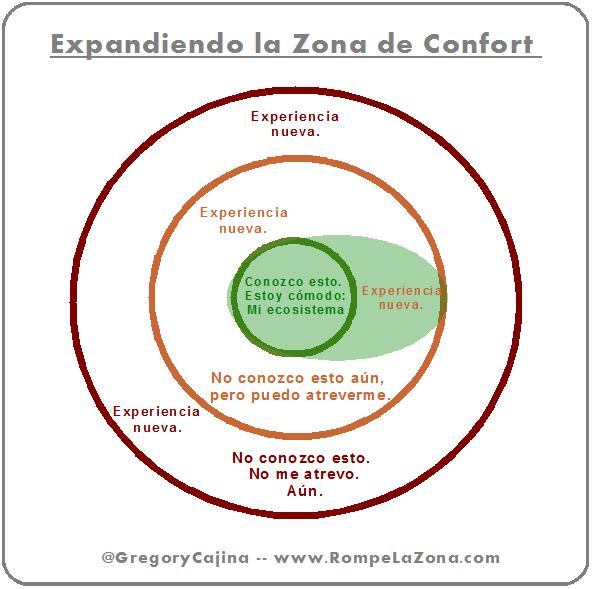 Expandiendo la Zona de Confort
Experiencia
nueva.
Experiencia
nueva.
Conozco esto.
Estoy cómodo:
Mi ecosistema
Experiencia
nueva.
No conozco esto aún,
pero puedo atreverme.
Experiencia
nueva.
No conozco esto.
No me atrevo.
Aún.
@GregoryCajina -- www.RompeLaZona.com